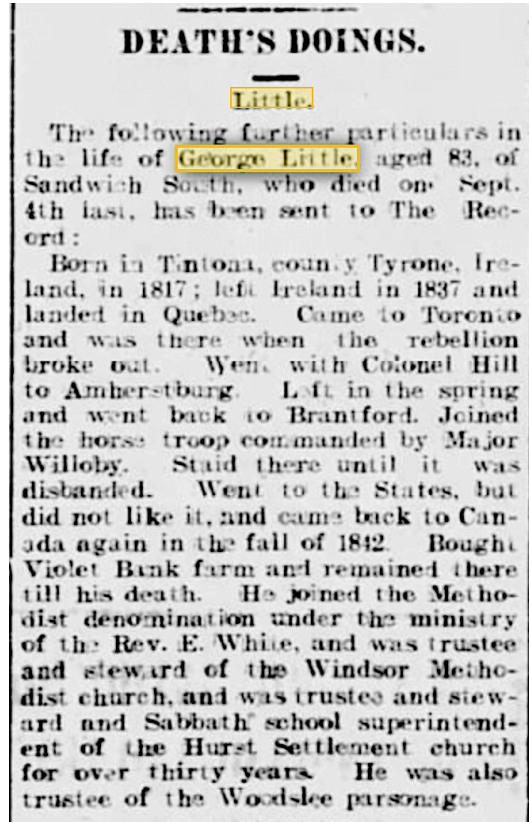 DEATH'S DOINGS.
Little.
The following further particulars in
the life of George Little, aged 83, of
Sandwich South, who died on Sept.
4th last, has been sent to The Rec-
ord:
Born in Tintona, county Tyrone, Ire-
land, in 1817; left Ireland in 1837 and
landed in Quebec. Came to Toronto
and was there when the rebellion
broke out. Went with Colonel Hill
to Amherstburg. Left in the spring
and went back to Brantford. Joined
the horse troop commanded by Major
Willoby. Staid there until it was
disbanded. Went to the States, but
did not like it, and came back to Can-
ada again in the fall of 1842. Bought
Violet Bank farm and remained there
till his death. He joined the Metho-
dist denomination under the ministry
of the Rev. E. White, and was trustee
and steward of the Windsor Metho-
dist church, and was trustee and stew-
ard and Sabbath school superintend-
ent of the Hurst Settlement church
for over thirty years. He was also
trustee of the Woodslee parsonage.